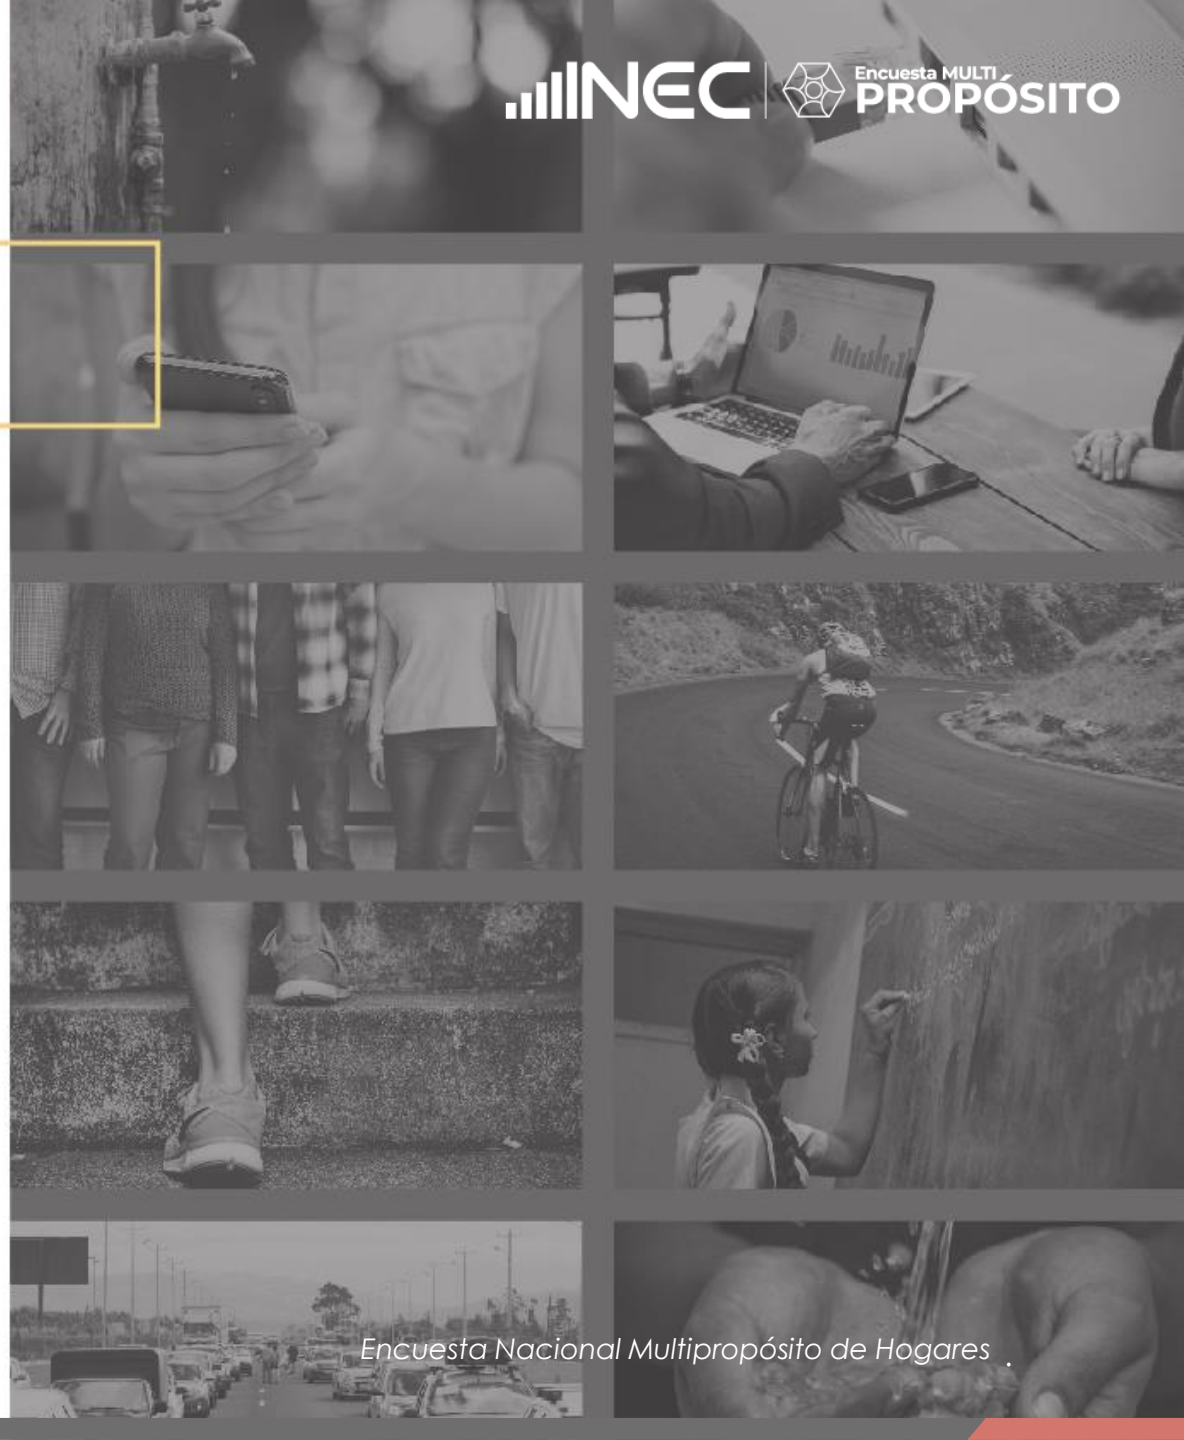 INEC
Encuesta MULTI
PROPÓSITO
Encuesta Nacional Multipropósito de Hogares .